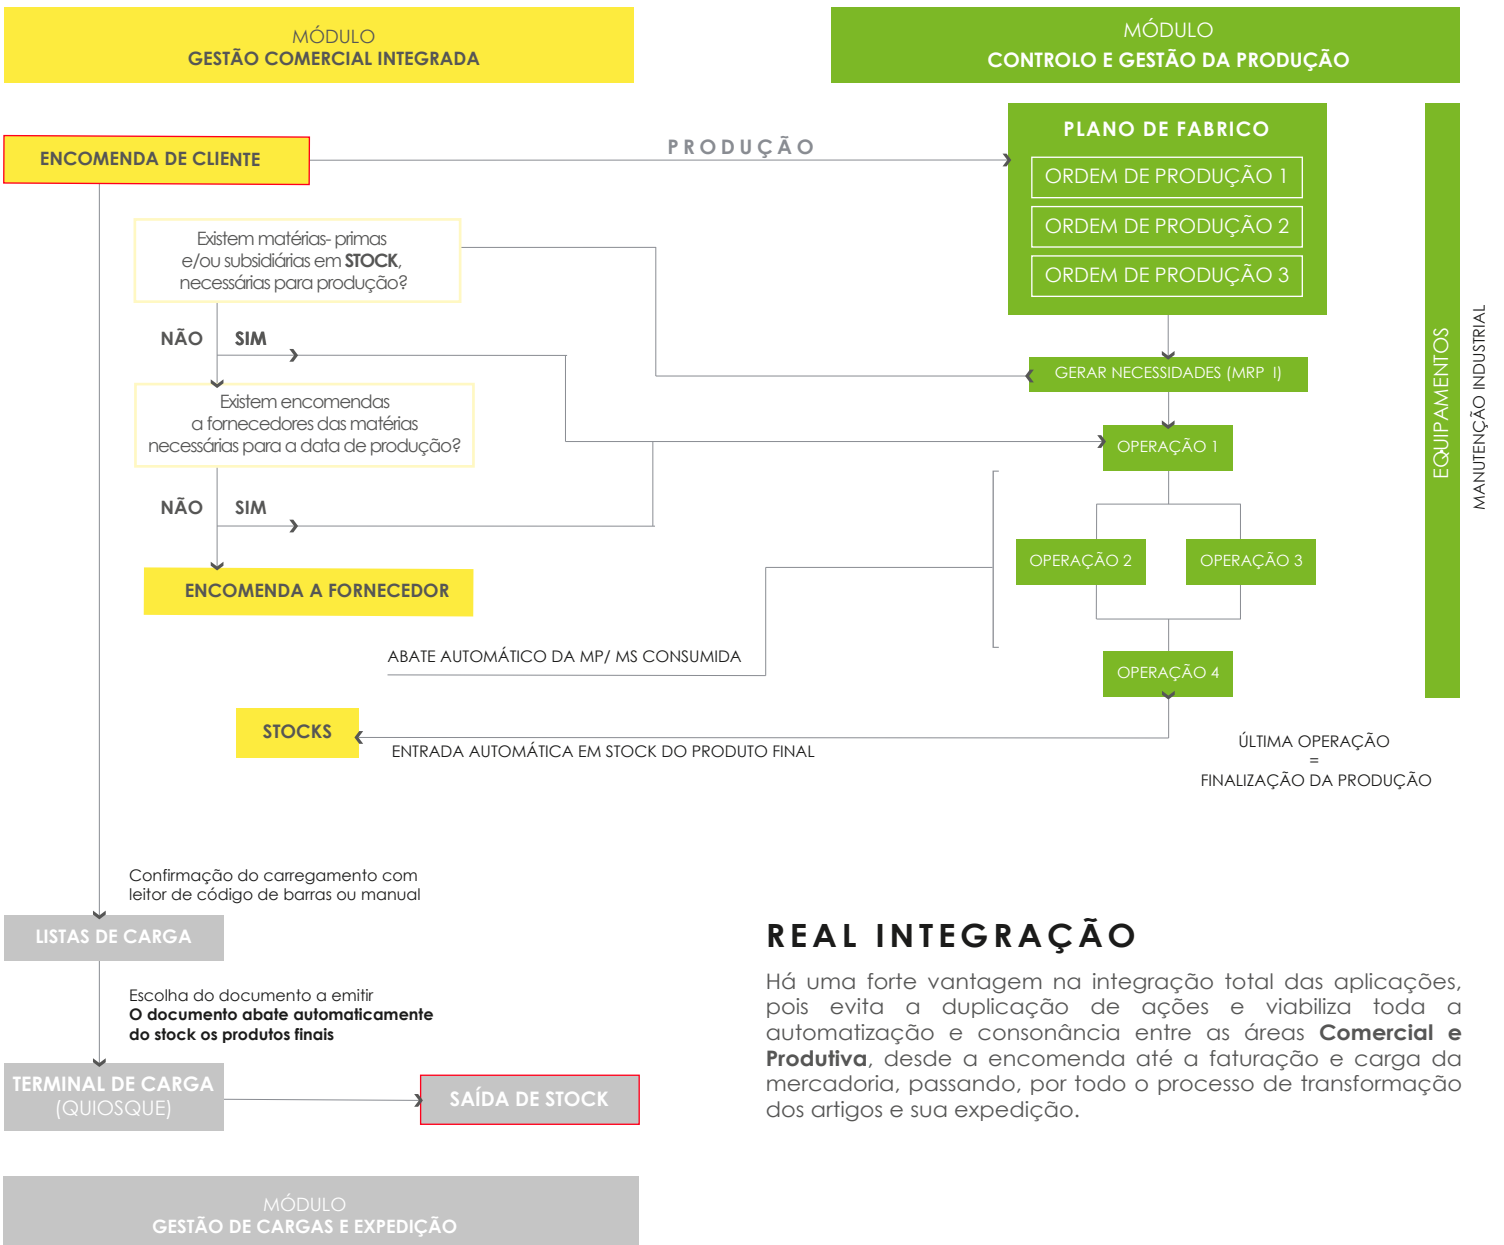 MÓDULO
GESTÃO COMERCIAL INTEGRADA
MÓDULO
CONTROLO E GESTÃO DA PRODUÇÃO
ENCOMENDA DE CLIENTE
PRODUÇÃO
PLANO DE FABRICO
ORDEM DE PRODUÇÃO 1
ORDEM DE PRODUÇÃO 2
ORDEM DE PRODUÇÃO 3
Existem matérias- primas
e/ou subsidiárias em STOCK,
necessárias para produção?
NÃO SIM
GERAR NECESSIDADES (MRP I)
Existem encomendas
a fornecedores das matérias
necessárias para a data de produção?
OPERAÇÃO 1
NÃO SIM
OPERAÇÃO 2
OPERAÇÃO 3
ENCOMENDA A FORNECEDOR
ABATE AUTOMÁTICO DA MP/ MS CONSUMIDA
OPERAÇÃO 4
EQUIPAMENTOS
MANUTENÇÃO INDUSTRIAL
STOCKS
ENTRADA AUTOMÁTICA EM STOCK DO PRODUTO FINAL
ÚLTIMA OPERAÇÃO
=
FINALIZAÇÃO DA PRODUÇÃO
Confirmação do carregamento com
leitor de código de barras ou manual
LISTAS DE CARGA
Escolha do documento a emitir
O documento abate automaticamente
do stock os produtos finais
TERMINAL DE CARGA
(QUIOSQUE)
SAÍDA DE STOCK
MÓDULO
GESTÃO DE CARGAS E EXPEDIÇÃO
REAL INTEGRAÇÃO
Há uma forte vantagem na integração total das aplicações,
pois evita a duplicação de ações e viabiliza toda a
automatização e consonância entre as áreas Comercial e
Produtiva, desde a encomenda até a faturação e carga da
mercadoria, passando, por todo o processo de transformação
dos artigos e sua expedição.